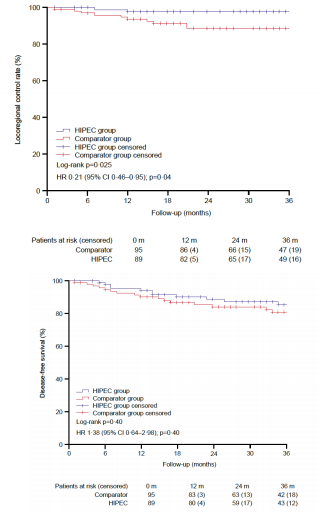 Locoregional control rate (%)
100
80
60
40
20
0
HIPEC group
Comparator group
HIPEC group censored
Comparator group censored
Log-rank p=0·025
HR 0·21 (95% CI 0·46–0·95); p=0·04
0 6 12 18 24 30 36
Follow-up (months)
Patients at risk (censored) 0 m 12 m 24 m 36 m
Comparator 95 86 (4) 66 (15) 47 (19)
HIPEC 89 82 (5) 65 (17) 49 (16)
Disease-free survival (%)
100
80
60
40
20
0
HIPEC group
Comparator group
HIPEC group censored
Comparator group censored
Log-rank p=0·40
HR 1·38 (95% CI 0·64–2·98); p=0·40
0 6 12 18 24 30 36
Follow-up (months)
Patients at risk (censored) 0 m 12 m 24 m 36 m
Comparator 95 83 (3) 63 (13) 42 (18)
HIPEC 89 80 (4) 59 (17) 43 (12)